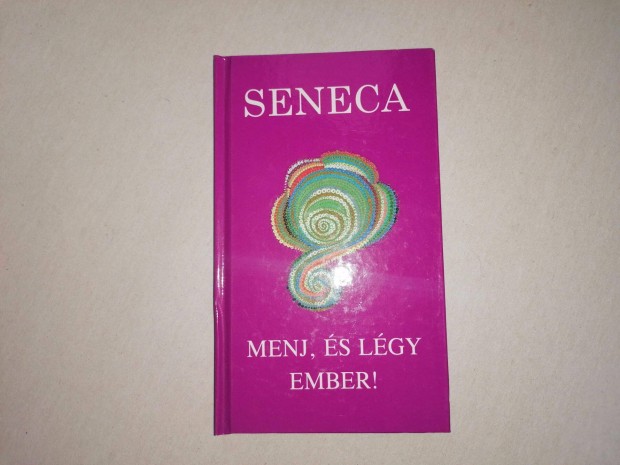 SENECA
MENJ, ÉS LÉGY
EMBER!